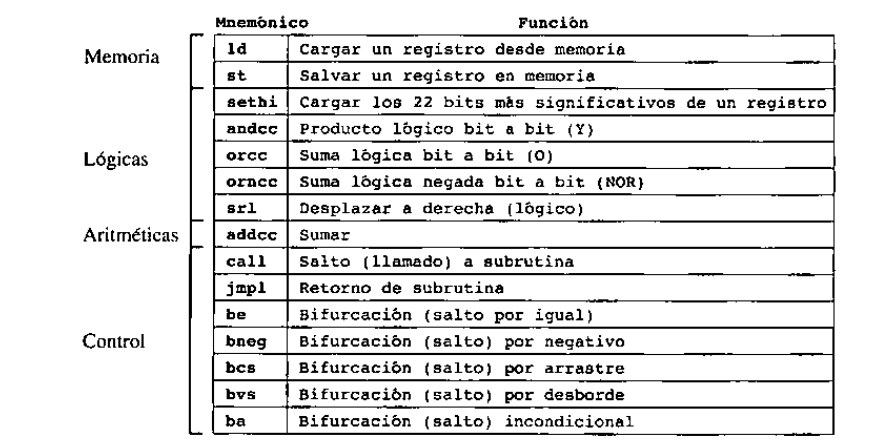 Mnemónico Función
Memoria
ld Cargar un registro desde memoria
st Salvar un registro en memoria
Lógicas
sethi Cargar los 22 bits más significativos de un registro
andcc Producto lógico bit a bit (Y)
orcc Suma lógica bit a bit (O)
orncc Suma lógica negada bit a bit (NOR)
srl Desplazar a derecha (lógico)
Aritméticas
addcc Sumar
Control
call Salto (llamado) a subrutina
jmpl Retorno de subrutina
be Bifurcación (salto por igual)
bneg Bifurcación (salto) por negativo
bcs Bifurcación (salto) por arrastre
bvs Bifurcación (salto) por desborde
ba Bifurcación (salto) incondicional